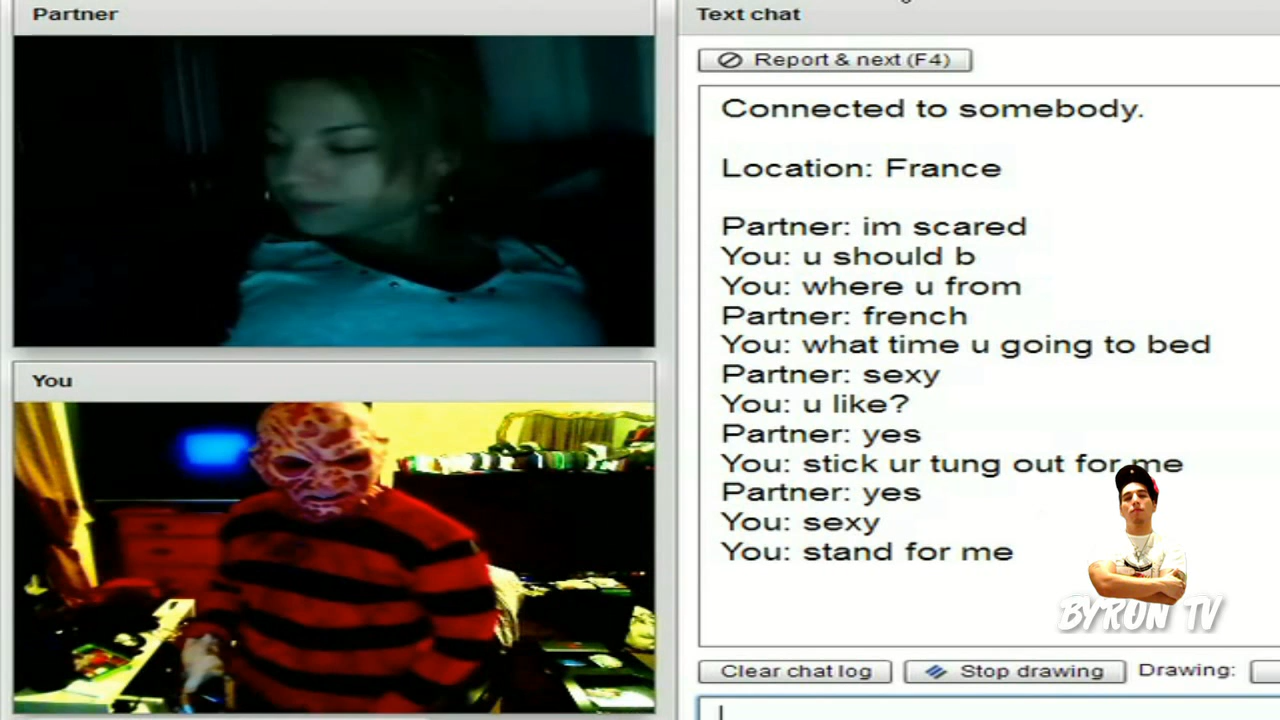 Partner
Text chat
Report & next (F4)
Connected to somebody.
Location: France
Partner: im scared
You: u should b
You: where u from
Partner: french
You: what time u going to bed
Partner: sexy
You: u like?
Partner: yes
You: stick ur tung out for me
Partner: yes
You: sexy
You: stand for me
You
BYRON TV
Clear chat log
Stop drawing
Drawing: